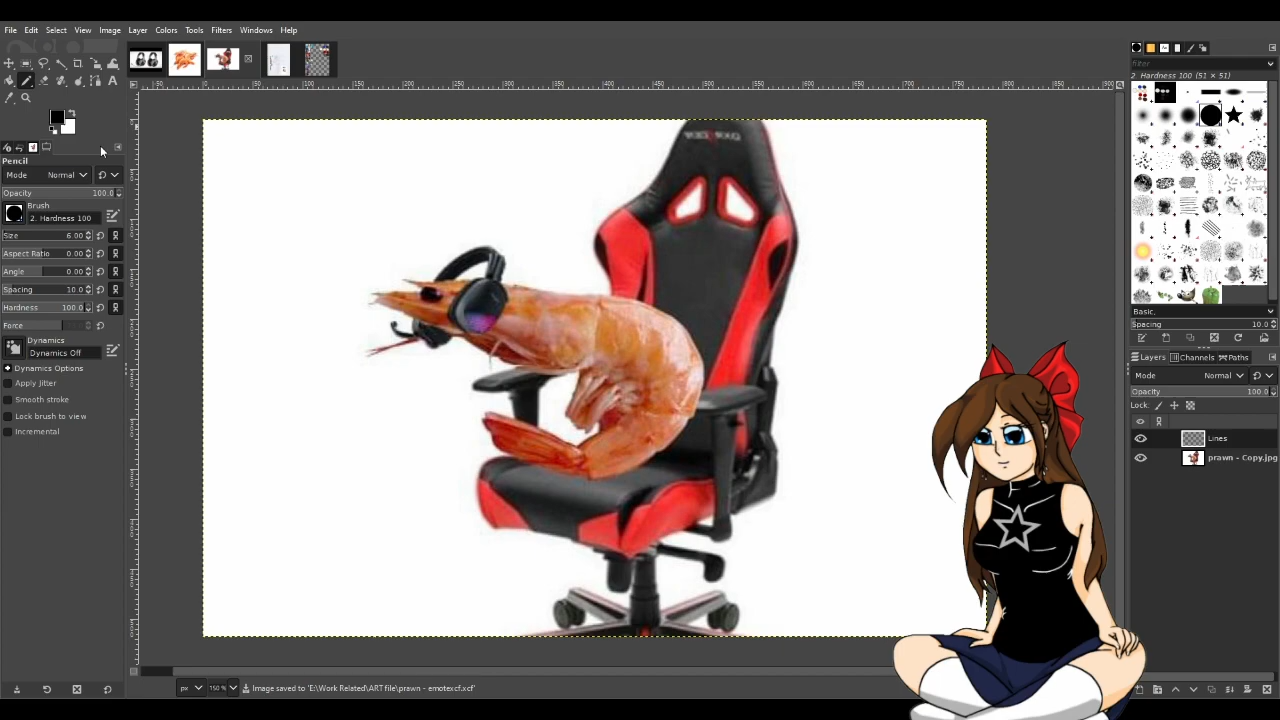 File Edit Select View Image Layer Colors Tools Filters Windows Help
filter
2. Hardness 100 (51 × 51)
Pencil
Mode Normal
Opacity 100.0
Brush
2. Hardness 100
Size 6.00
Aspect Ratio 0.00
Angle 0.00
Spacing 10.0
Hardness 100.0
Force
Dynamics
Dynamics Off
Dynamics Options
Apply Jitter
Smooth stroke
Lock brush to view
Incremental
Basic,
Spacing 10.0
Layers Channels Paths
Mode Normal
Opacity 100.0
Lock:
Lines
prawn - Copy.jpg
px 150 % Image saved to 'E:\Work Related\ART file\prawn - emotexcf.xcf'